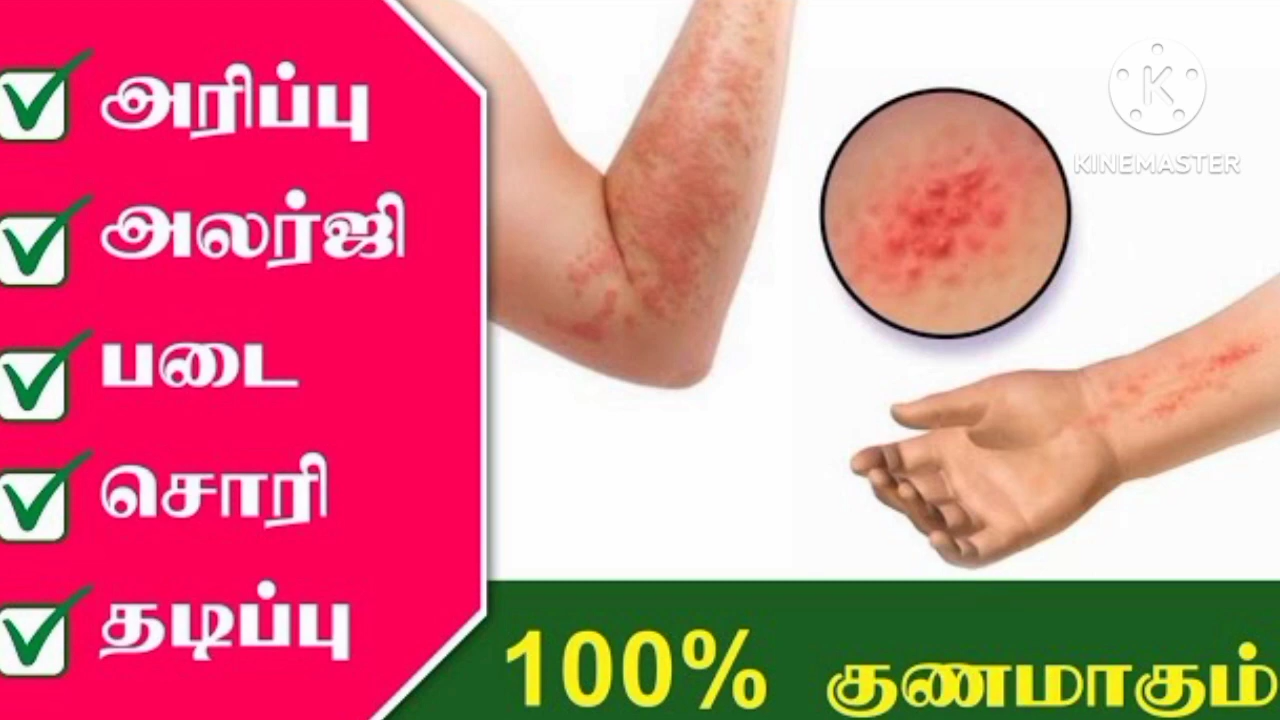 அரிப்பு
அலர்ஜி
படை
சொரி
தடிப்பு
K
KINEMASTER
100% குணமாகும்